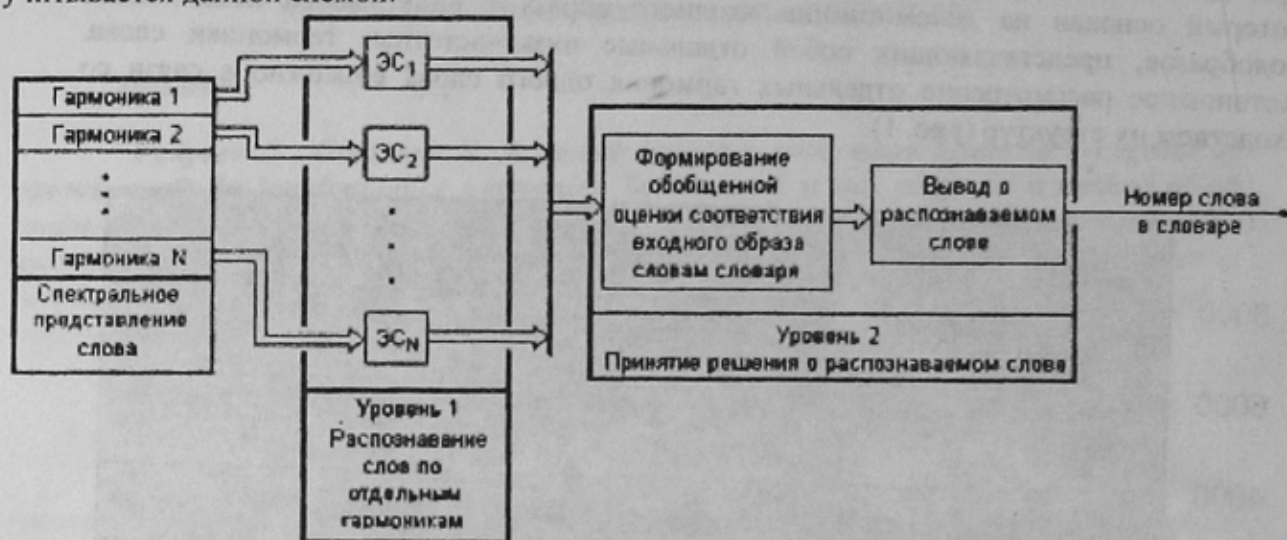 учитывается данной
Гармоника 1
Гармоника 2
Гармоника N
Спектральное
представление
слова
ЭС1
ЭС2
ЭСN
Уровень 1
Распознавание
слов по
отдельным
гармоникам
Формирование
обобщенной
оценки соответствия
входного образа
словам словаря
Вывод о
распознаваемом
слове
Уровень 2
Принятие решения о распознаваемом слове
Номер слова
в словаре